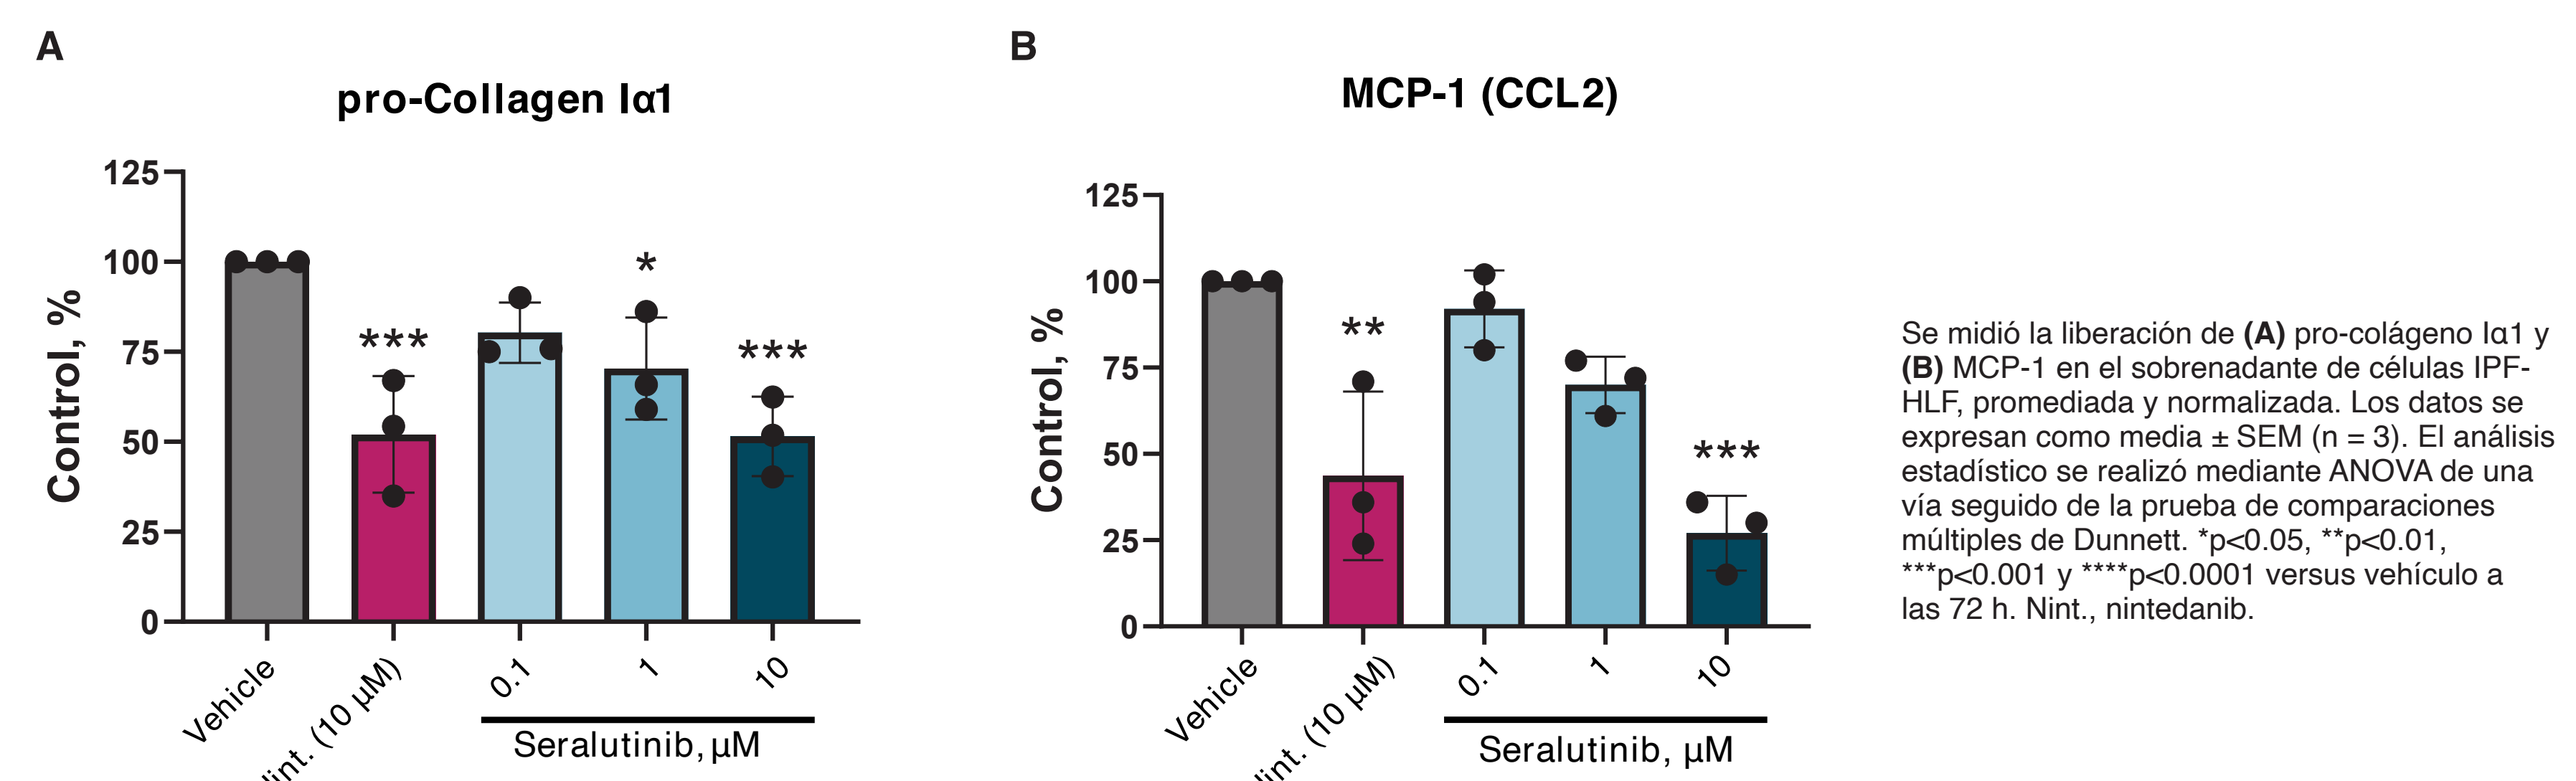 A
pro-Collagen Iα1
Control, %
125
100
75
50
25
0
***
*
***
Vehicle
(10 μM)
0.1
1
10
Seralutinib, μM
B
MCP-1 (CCL2)
Control, %
125
100
75
50
25
0
**
***
Vehicle
(10 μM)
0.1
1
10
Seralutinib, μM
Se midió la liberación de (A) pro-colágeno Iα1 y
(B) MCP-1 en el sobrenadante de células IPF-
HLF, promediada y normalizada. Los datos se
expresan como media ± SEM (n = 3). El análisis
estadístico se realizó mediante ANOVA de una
vía seguido de la prueba de comparaciones
múltiples de Dunnett. *p<0.05, **p<0.01,
***p<0.001 y ****p<0.0001 versus vehículo a
las 72 h. Nint., nintedanib.